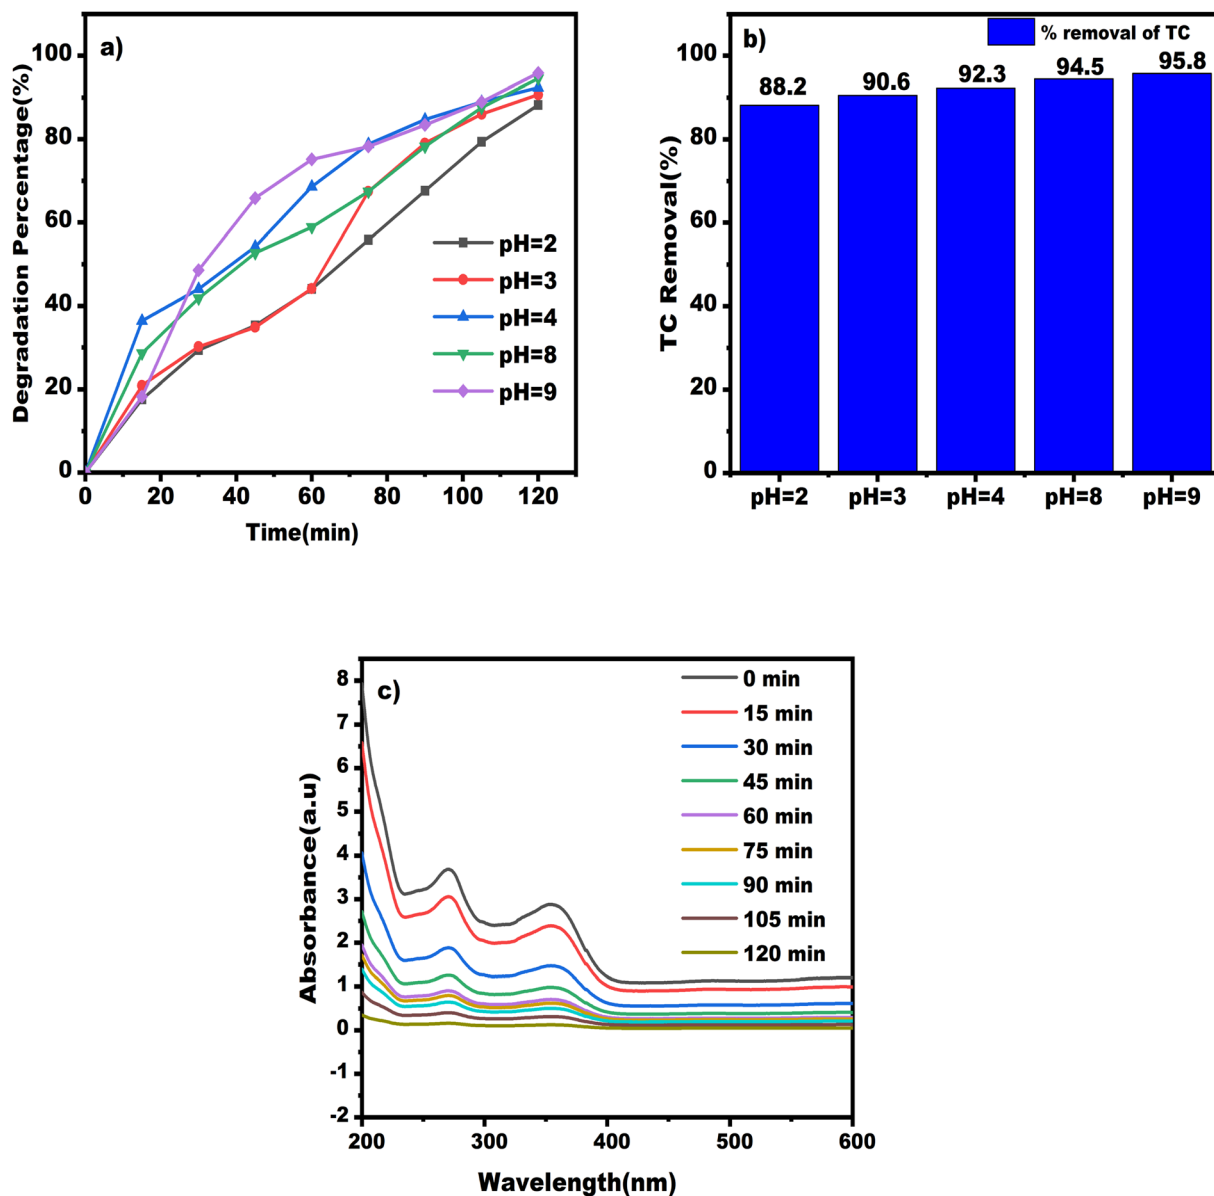 a)
Degradation Percentage(%)
100
80
60
40
20
0
0 20 40 60 80 100 120
Time(min)
pH=2
pH=3
pH=4
pH=8
pH=9
b)
% removal of TC
TC Removal(%)
100
80
60
40
20
0
88.2 90.6 92.3 94.5 95.8
pH=2 pH=3 pH=4 pH=8 pH=9
c)
Absorbance(a.u)
8
7
6
5
4
3
2
1
0
-1
-2
200 300 400 500 600
Wavelength(nm)
0 min
15 min
30 min
45 min
60 min
75 min
90 min
105 min
120 min